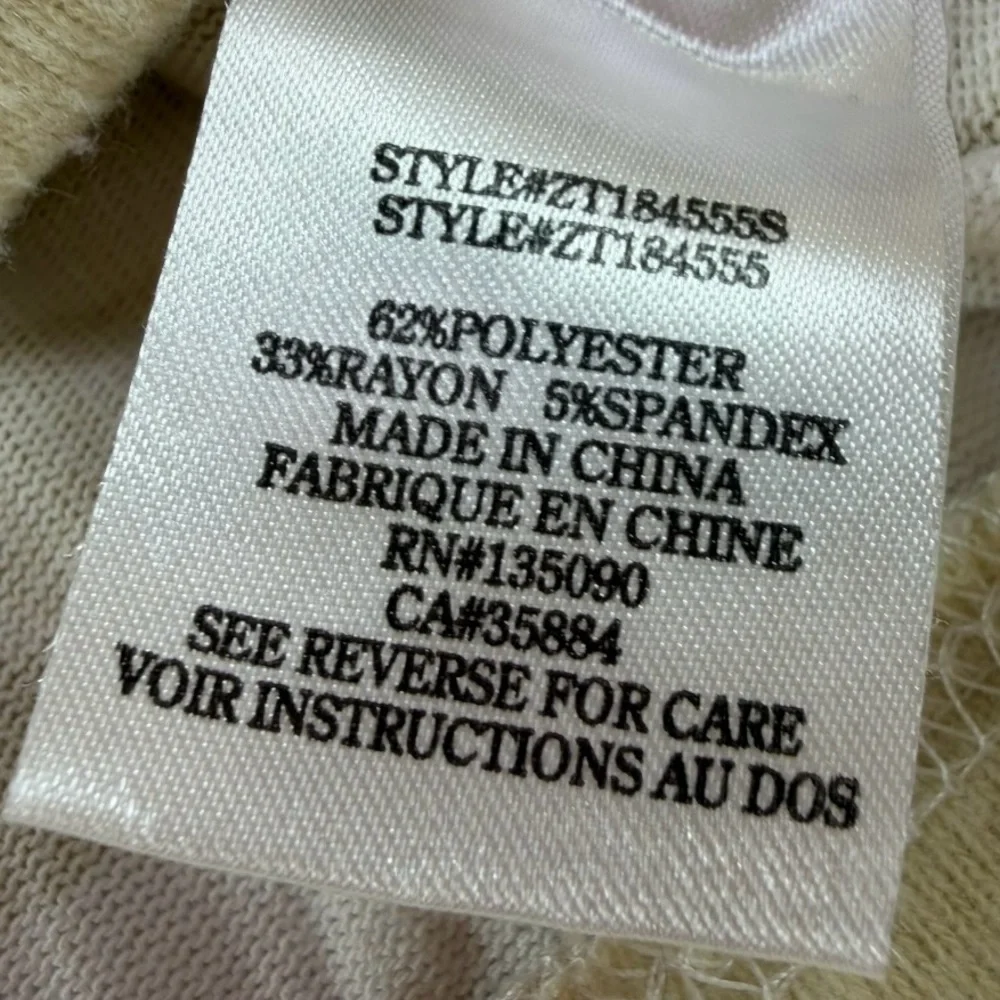 STYLE#ZT184555S
STYLE#ZT184555
62%POLYESTER
33%RAYON 5%SPANDEX
MADE IN CHINA
FABRIQUE EN CHINE
RN#135090
CA#35884
SEE REVERSE FOR CARE
VOIR INSTRUCTIONS AU DOS